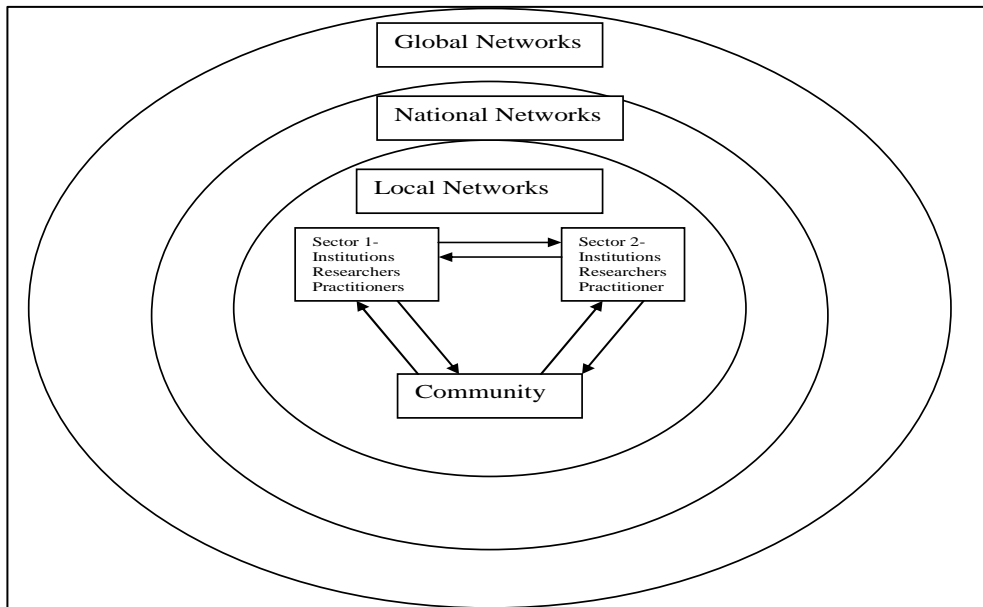 Global Networks
National Networks
Local Networks
Sector 1-
Institutions
Researchers
Practitioners
Sector 2-
Institutions
Researchers
Practitioner
Community